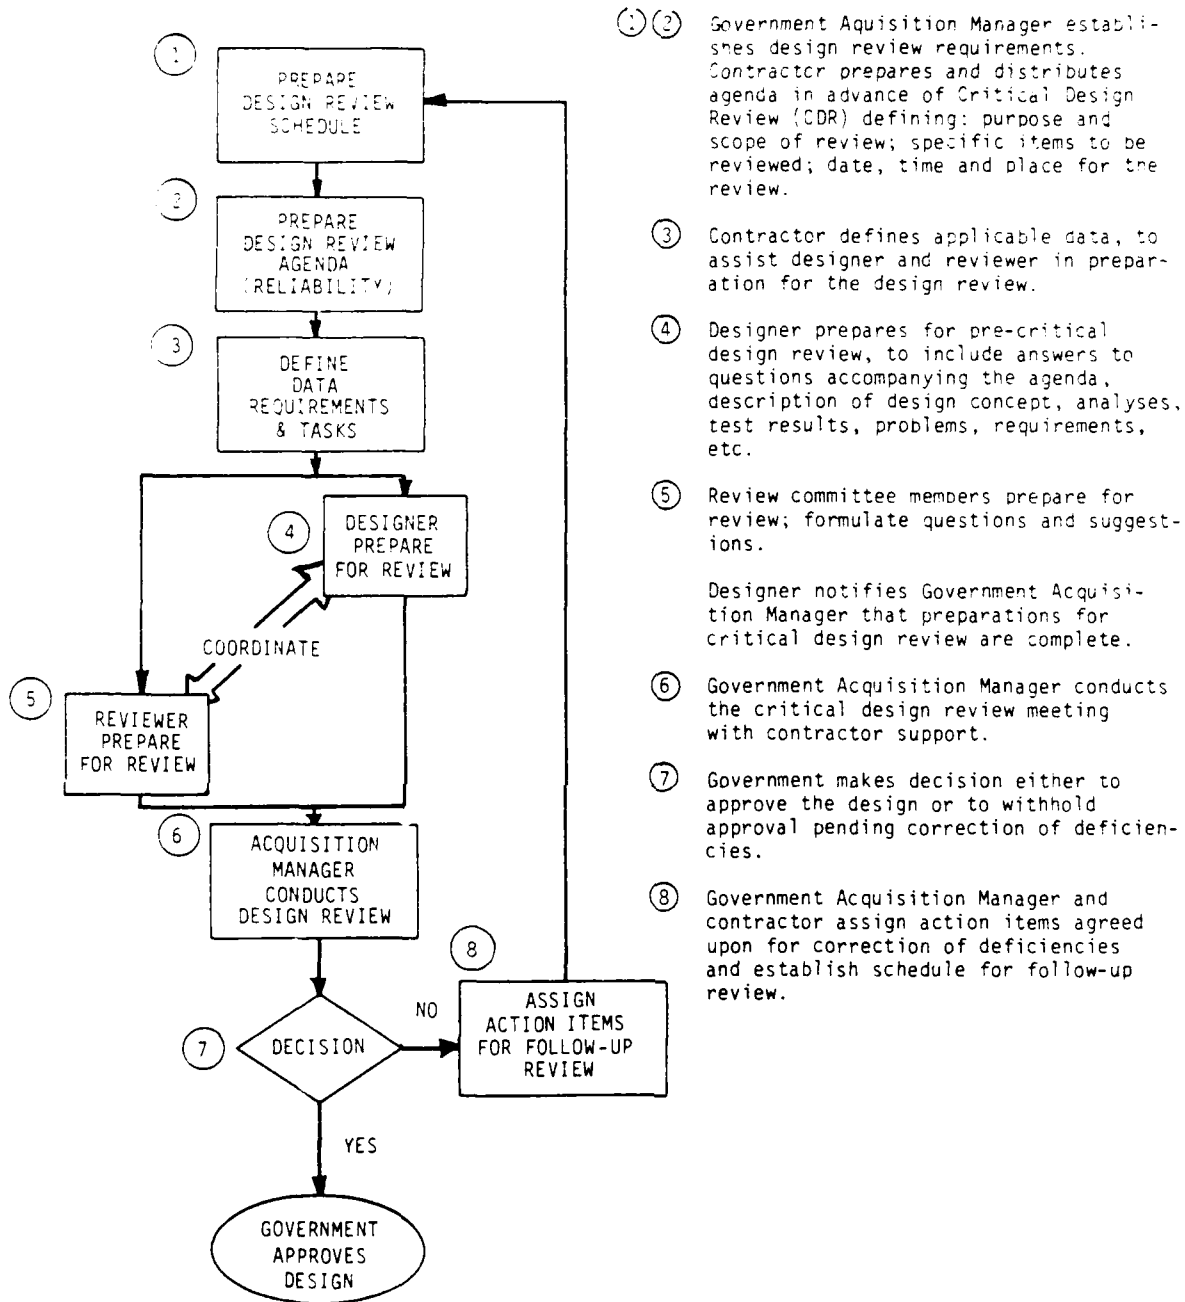 1
PREPARE
DESIGN REVIEW
SCHEDULE
2
PREPARE
DESIGN REVIEW
AGENDA
(RELIABILITY)
3
DEFINE
DATA
REQUIREMENTS
& TASKS
4
DESIGNER
PREPARE
FOR REVIEW
COORDINATE
5
REVIEWER
PREPARE
FOR REVIEW
6
ACQUISITION
MANAGER
CONDUCTS
DESIGN REVIEW
7
DECISION
NO
8
ASSIGN
ACTION ITEMS
FOR FOLLOW-UP
REVIEW
YES
GOVERNMENT
APPROVES
DESIGN
1 2 Government Aquisition Manager establi-
shes design review requirements.
Contractor prepares and distributes
agenda in advance of Critical Design
Review (CDR) defining: purpose and
scope of review; specific items to be
reviewed; date, time and place for the
review.
3 Contractor defines applicable data, to
assist designer and reviewer in prepar-
ation for the design review.
4 Designer prepares for pre-critical
design review, to include answers to
questions accompanying the agenda,
description of design concept, analyses,
test results, problems, requirements,
etc.
5 Review committee members prepare for
review; formulate questions and suggest-
ions.
Designer notifies Government Acquisi-
tion Manager that preparations for
critical design review are complete.
6 Government Acquisition Manager conducts
the critical design review meeting
with contractor support.
7 Government makes decision either to
approve the design or to withhold
approval pending correction of deficien-
cies.
8 Government Acquisition Manager and
contractor assign action items agreed
upon for correction of deficiencies
and establish schedule for follow-up
review.